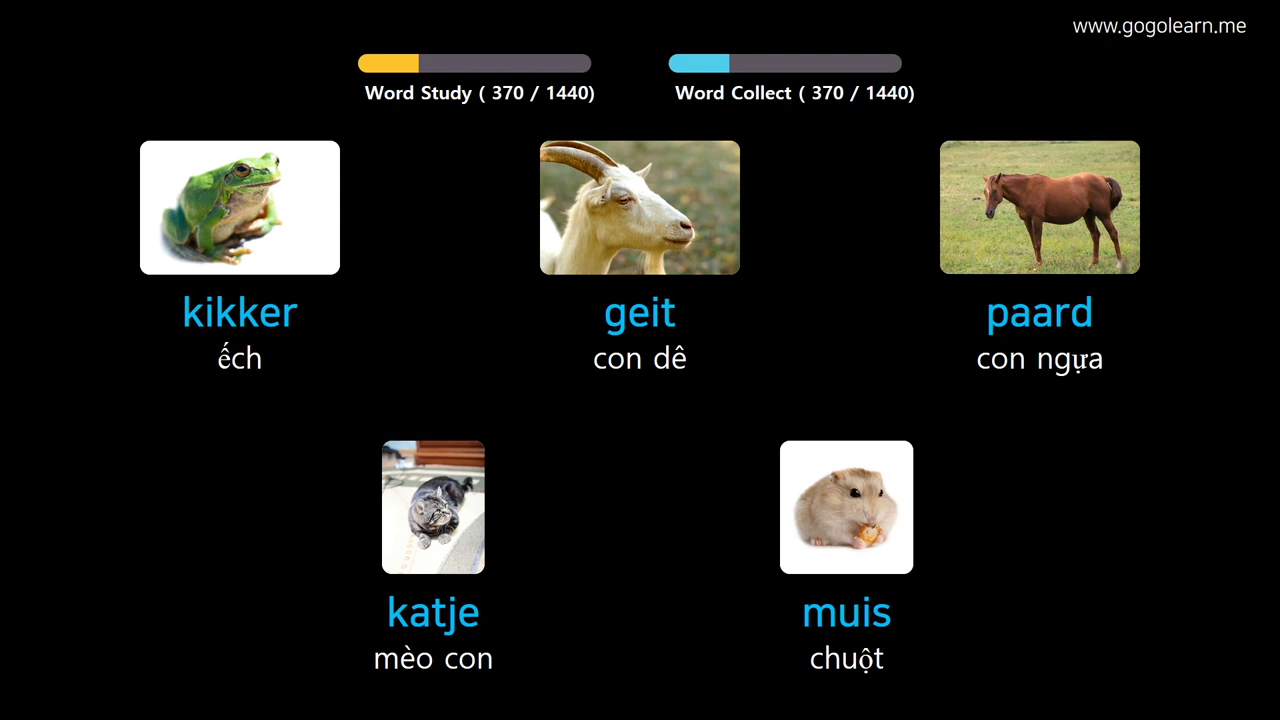 www.gogolearn.me
Word Study ( 370 / 1440)
Word Collect ( 370 / 1440)
kikker
ếch
geit
con dê
paard
con ngựa
katje
mèo con
muis
chuột